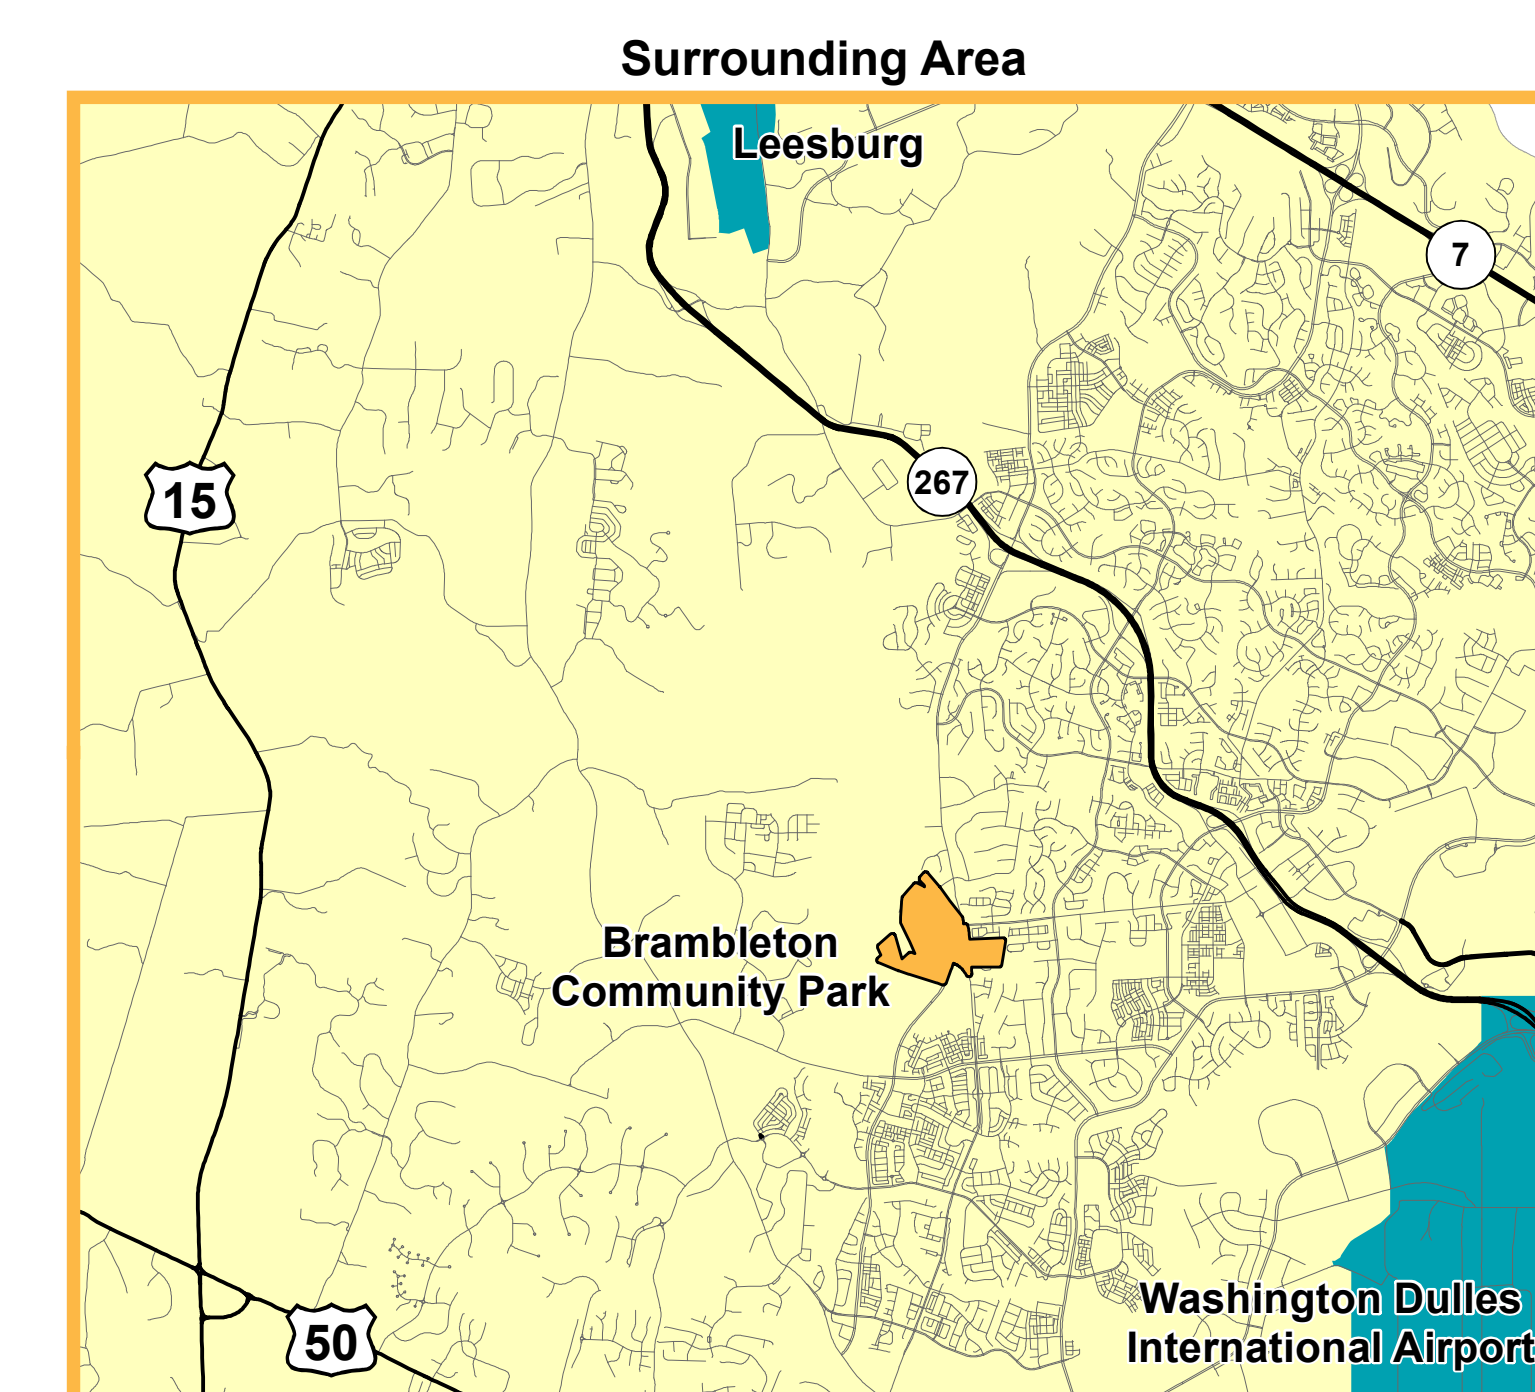 Surrounding Area
Leesburg
7
267
15
Brambleton
Community Park
Washington Dulles
International Airport
50